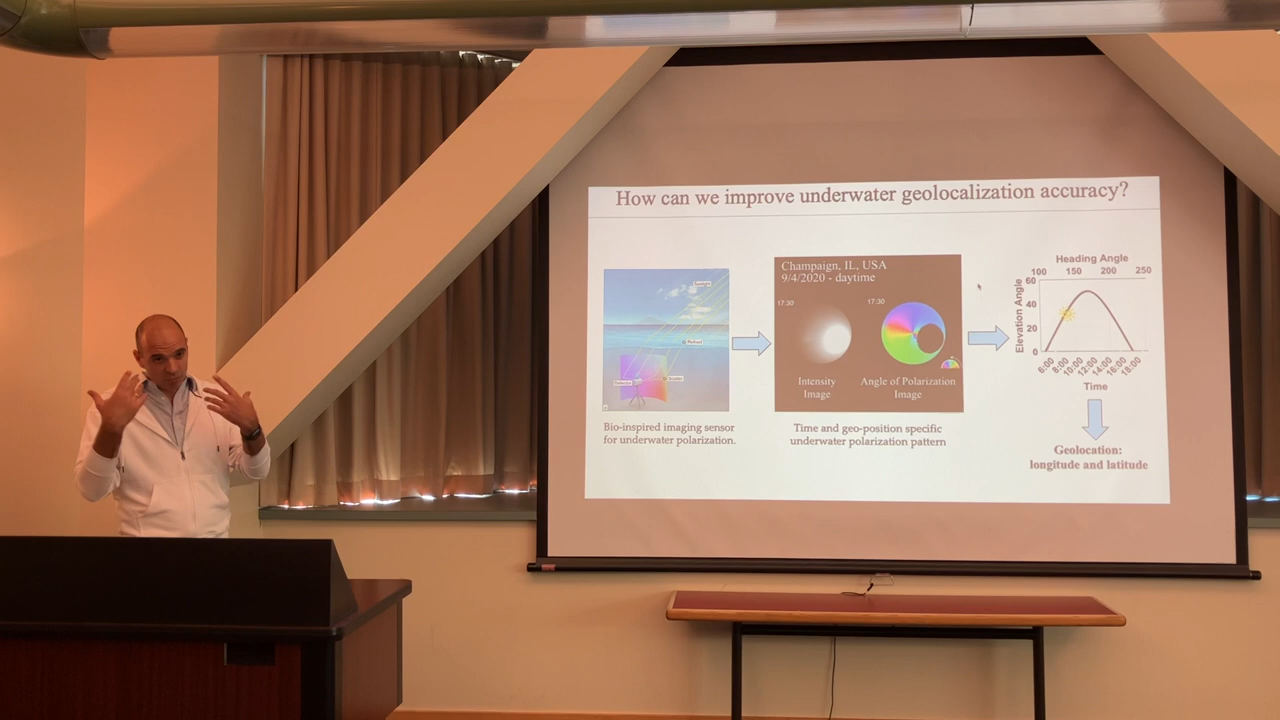 How can we improve underwater geolocalization accuracy?
Sunlight
Refract
Scatter
Bio-inspired imaging sensor
for underwater polarization.
Champaign, IL, USA
9/4/2020 - daytime
17:30
17:30
Intensity
Image
Angle of Polarization
Image
Time and geo-position specific
underwater polarization pattern
Heading Angle
100 150 200 250
Elevation Angle
60
40
20
0
6:00 8:00 10:00 12:00 14:00 16:00 18:00
Time
Geolocation:
longitude and latitude